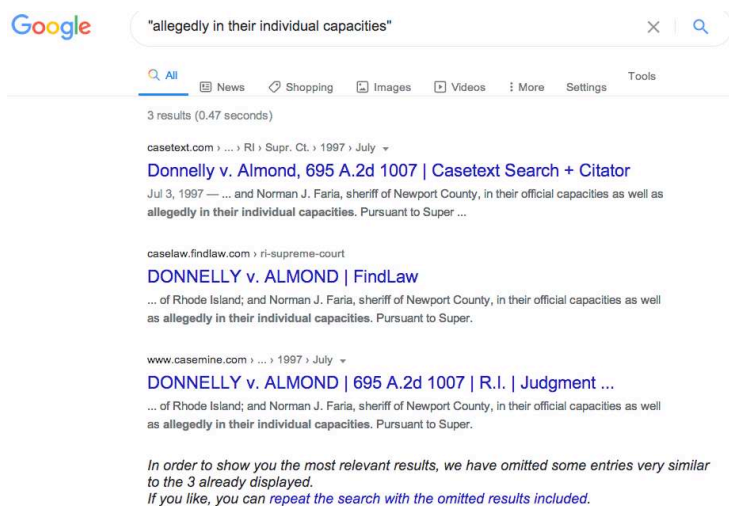 Google
"allegedly in their individual capacities"
All
News
Shopping
Images
Videos
More
Settings
Tools
3 results (0.47 seconds)
casetext.com › ... › RI › Supr. Ct. › 1997 › July
Donnelly v. Almond, 695 A.2d 1007 | Casetext Search + Citator
Jul 3, 1997 — ... and Norman J. Faria, sheriff of Newport County, in their official capacities as well as
allegedly in their individual capacities. Pursuant to Super ...
caselaw.findlaw.com › ri-supreme-court
DONNELLY v. ALMOND | FindLaw
... of Rhode Island; and Norman J. Faria, sheriff of Newport County, in their official capacities as well
as allegedly in their individual capacities. Pursuant to Super.
www.casemine.com › ... › 1997 › July
DONNELLY v. ALMOND | 695 A.2d 1007 | R.I. | Judgment ...
... of Rhode Island; and Norman J. Faria, sheriff of Newport County, in their official capacities as well
as allegedly in their individual capacities. Pursuant to Super.
In order to show you the most relevant results, we have omitted some entries very similar
to the 3 already displayed.
If you like, you can repeat the search with the omitted results included.